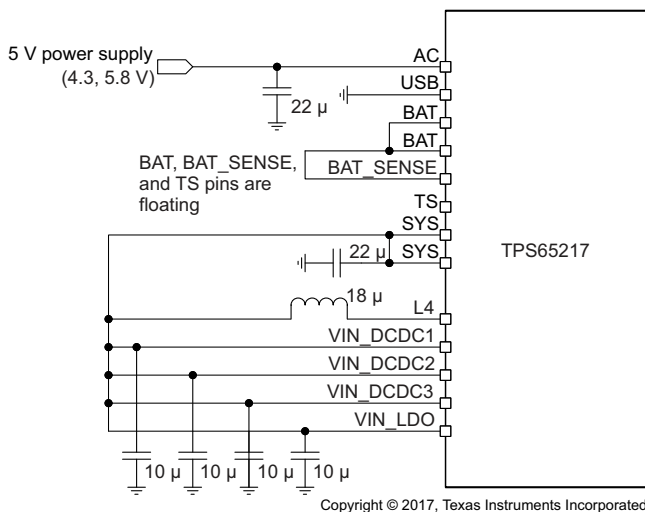 5 V power supply
(4.3, 5.8 V)
AC
USB
22 μ
BAT
BAT
BAT, BAT_SENSE,
and TS pins are
floating
BAT_SENSE
TS
SYS
22 μ
SYS
TPS65217
18 μ
L4
VIN_DCDC1
VIN_DCDC2
VIN_DCDC3
VIN_LDO
10 μ
10 μ
10 μ
10 μ
Copyright © 2017, Texas Instruments Incorporated